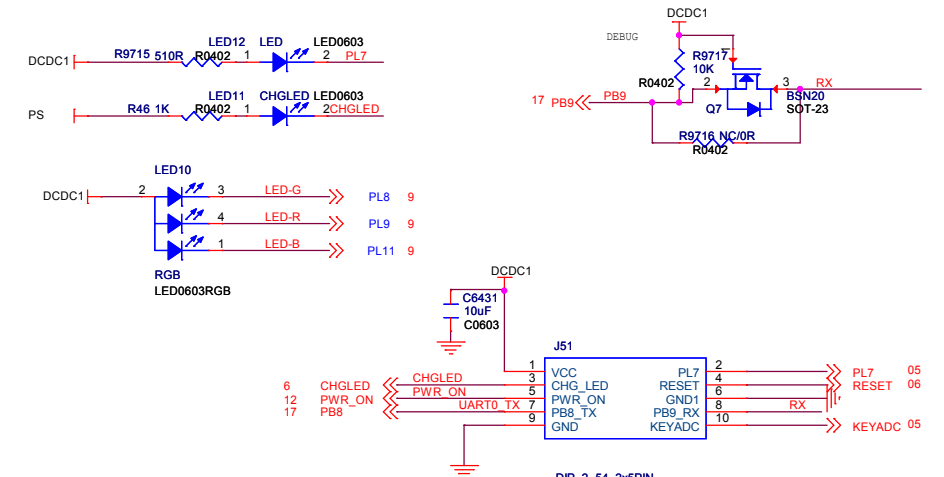 LED12 LED LED0603
DCDC1 R9715 510R R0402 1 2 PL7
LED11 CHGLED LED0603
PS R46 1K R0402 1 2 CHGLED
DCDC1
DEBUG
R9717 1
10K
R0402 2 3 RX
17 PB9 PB9 BSN20
Q7 SOT-23
R9716 NC/0R
R0402
LED10
DCDC1 2 3 LED-G PL8 9
4 LED-R PL9 9
1 LED-B PL11 9
RGB
LED0603RGB
DCDC1
C6431
10uF
C0603
J51
1 VCC PL7 2 PL7 05
6 CHGLED CHGLED 3 CHG_LED RESET 4 RESET 06
12 PWR_ON PWR_ON 5 PWR_ON GND1 6
17 PB8 UART0_TX 7 PB8_TX PB9_RX 8 RX
9 GND KEYADC 10 KEYADC 05